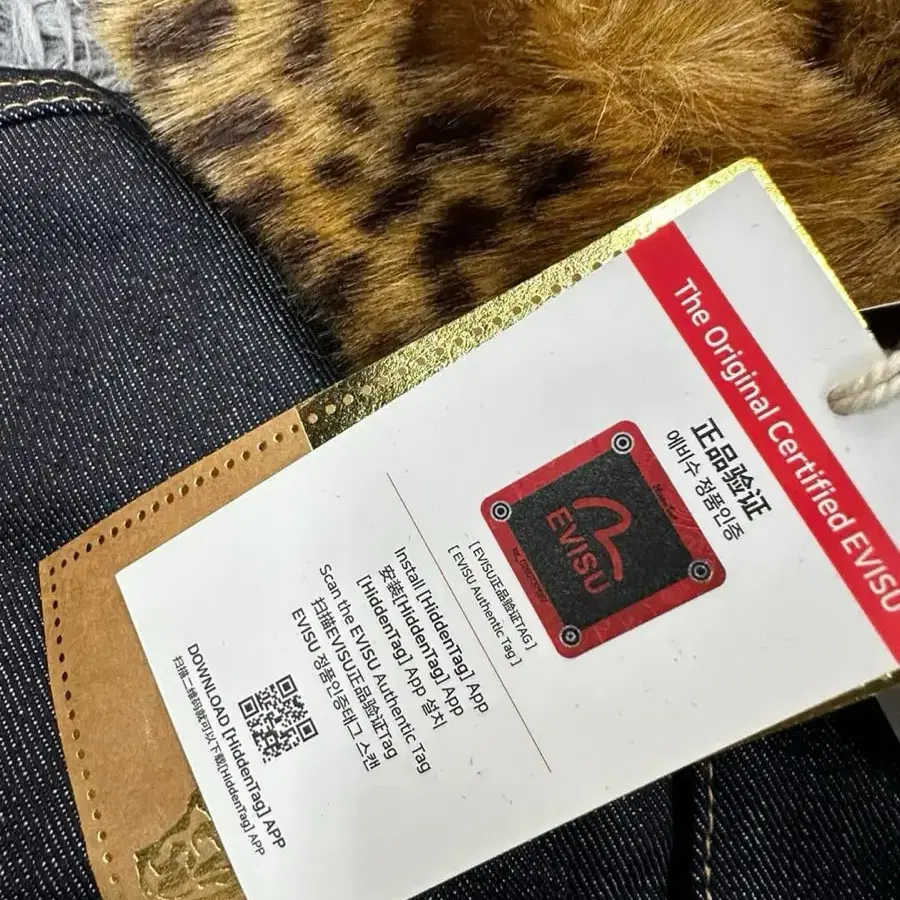 The Original Certified EVISU
正品验证
에비수 정품인증
EVISU
[ EVISU正品验证TAG ]
[ EVISU Authentic Tag ]
Install [HiddenTag] APP
安装[HiddenTag] App
[HiddenTag] App 설치
Scan the EVISU Authentic Tag
扫描EVISU正品验证Tag
EVISU 정품인증태그 스캔
DOWNLOAD [HiddenTag] APP
扫描二维码就可以下载[HiddenTag] APP